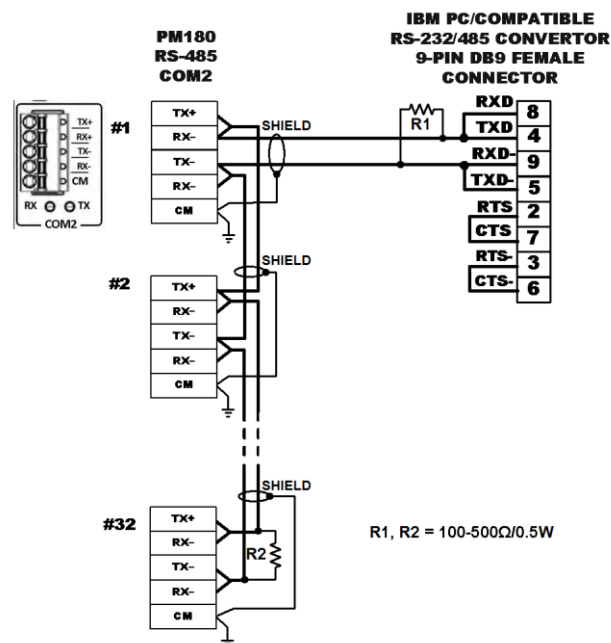 IBM PC/COMPATIBLE
RS-232/485 CONVERTOR
9-PIN DB9 FEMALE
CONNECTOR
PM180
RS-485
COM2
#1
TX+
RX–
TX–
RX–
CM
TX+
RX+
TX-
RX-
CM
RX
TX
COM2
SHIELD
R1
RXD 8
TXD 4
RXD- 9
TXD- 5
RTS 2
CTS 7
RTS- 3
CTS- 6
SHIELD
#2
TX+
RX–
TX–
RX–
CM
SHIELD
#32
TX+
RX–
TX–
RX–
CM
R2
R1, R2 = 100-500Ω/0.5W